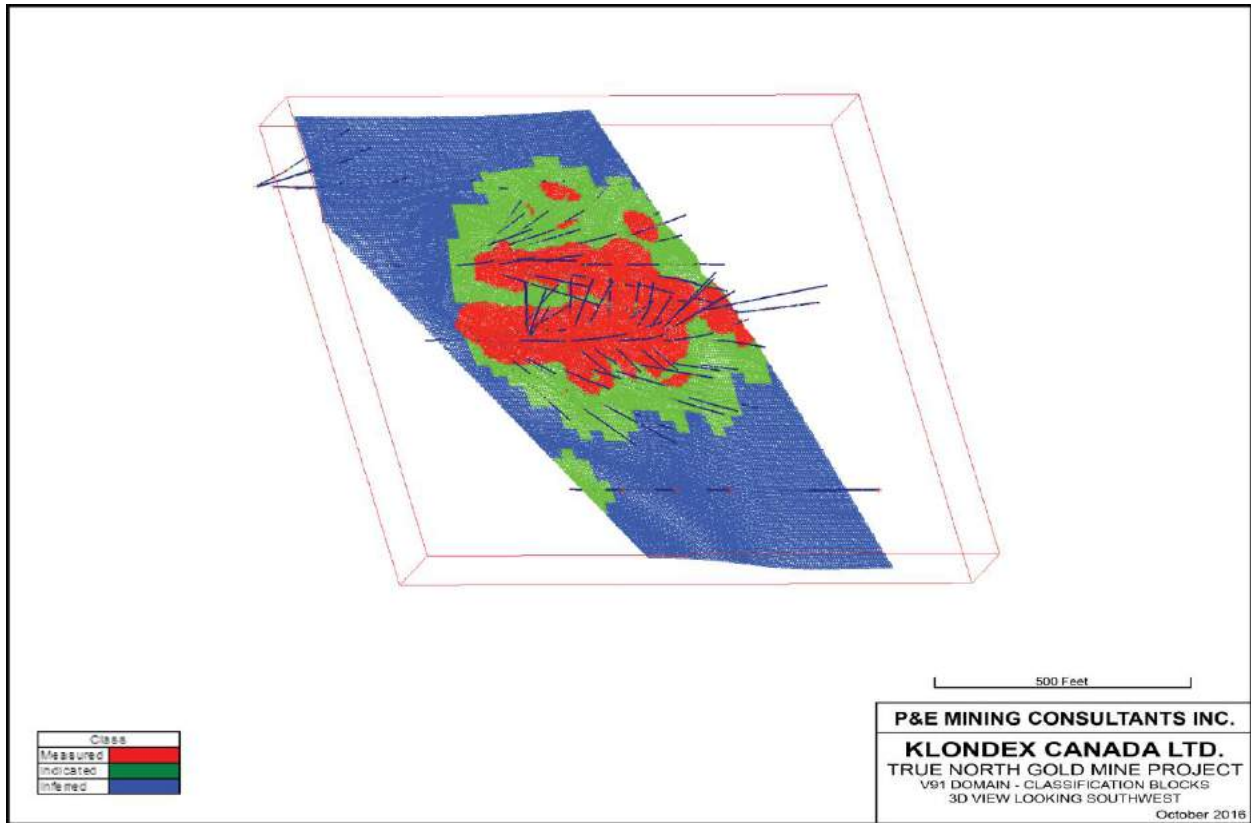 500 Feet
P&E MINING CONSULTANTS INC.
KLONDEX CANADA LTD.
TRUE NORTH GOLD MINE PROJECT
V91 DOMAIN - CLASSIFICATION BLOCKS
3D VIEW LOOKING SOUTHWEST
October 2016
Class
Measured
Indicated
Inferred